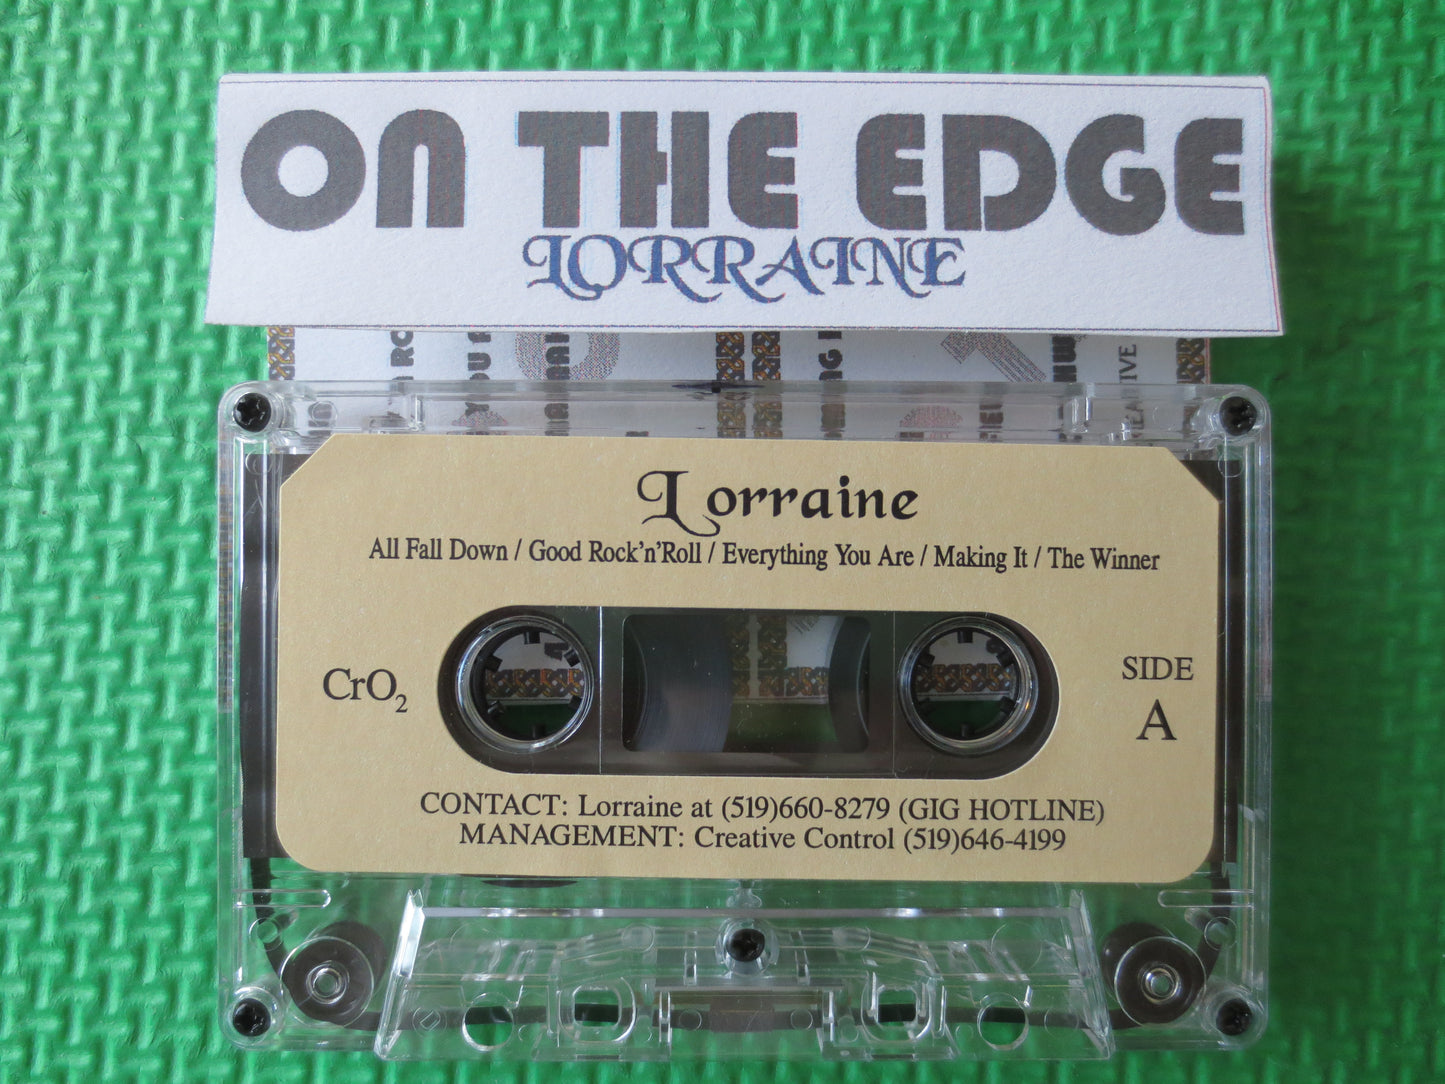 ON THE EDGE
LORRAINE
Lorraine
All Fall Down / Good Rock'n'Roll / Everything You Are / Making It / The Winner
CrO2
SIDE
A
CONTACT: Lorraine at (519)660-8279 (GIG HOTLINE)
MANAGEMENT: Creative Control (519)646-4199